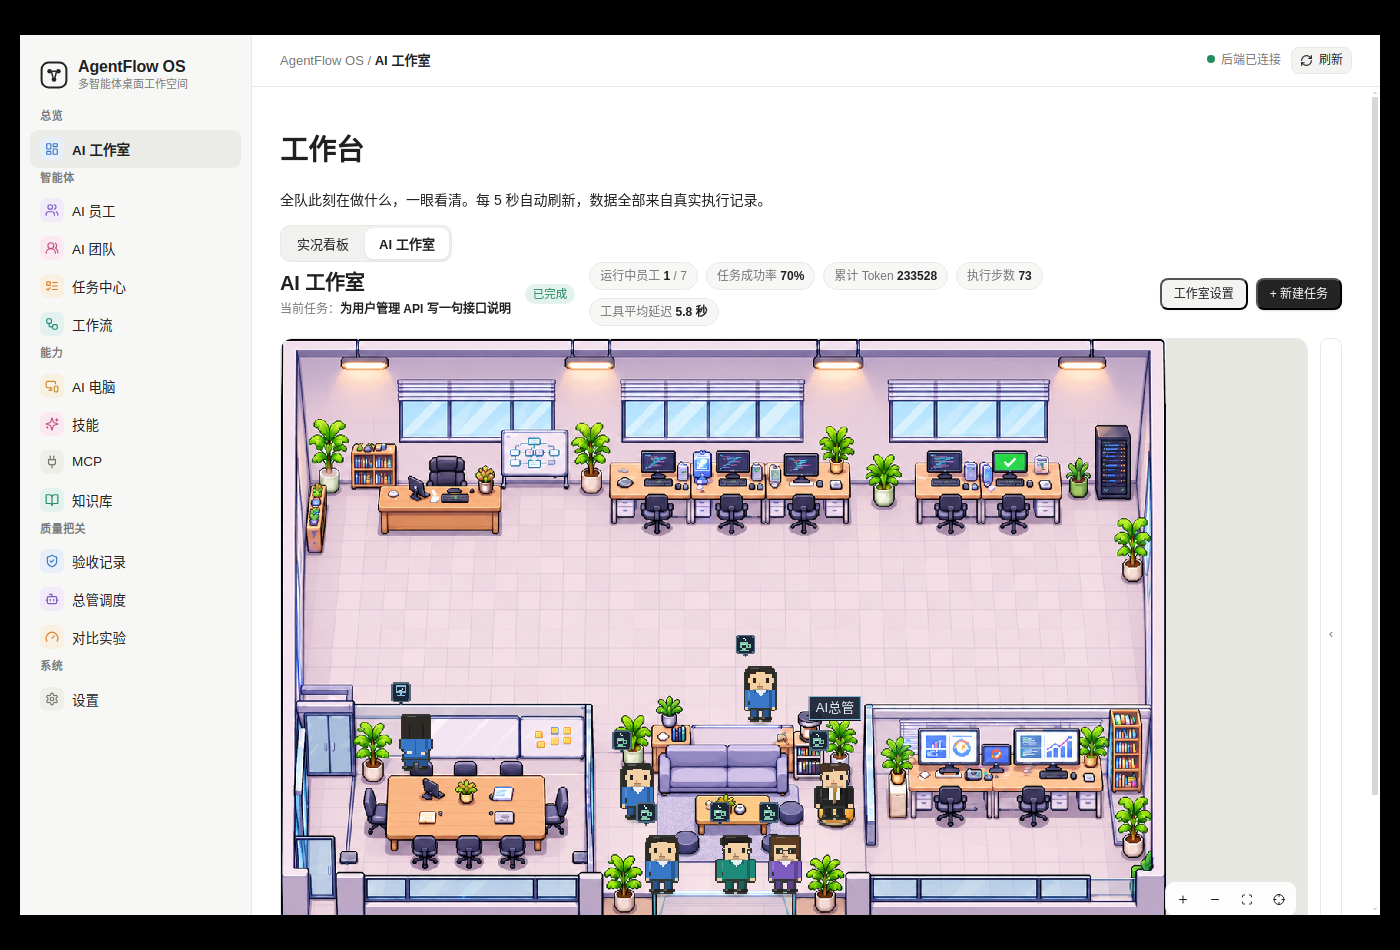 AgentFlow OS
多智能体桌面工作空间
总览
AI 工作室
智能体
AI 员工
AI 团队
任务中心
工作流
能力
AI 电脑
技能
MCP
知识库
质量把关
验收记录
总管调度
对比实验
系统
设置
AgentFlow OS / AI 工作室
后端已连接
刷新
工作台
全队此刻在做什么，一眼看清。每 5 秒自动刷新，数据全部来自真实执行记录。
实况看板
AI 工作室
AI 工作室
当前任务：为用户管理 API 写一句接口说明
已完成
运行中员工 1 / 7
任务成功率 70%
累计 Token 233528
执行步数 73
工具平均延迟 5.8 秒
工作室设置
+ 新建任务
AI总管